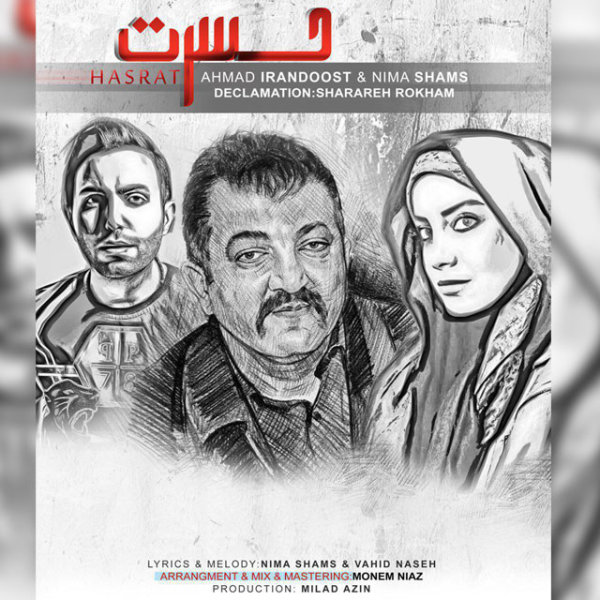 حسرت
HASRAT
AHMAD IRANDOOST & NIMA SHAMS
DECLAMATION:SHARAREH ROKHAM
LYRICS & MELODY:NIMA SHAMS & VAHID NASEH
ARRANGMENT & MIX & MASTERING:MONEM NIAZ
PRODUCTION: MILAD AZIN